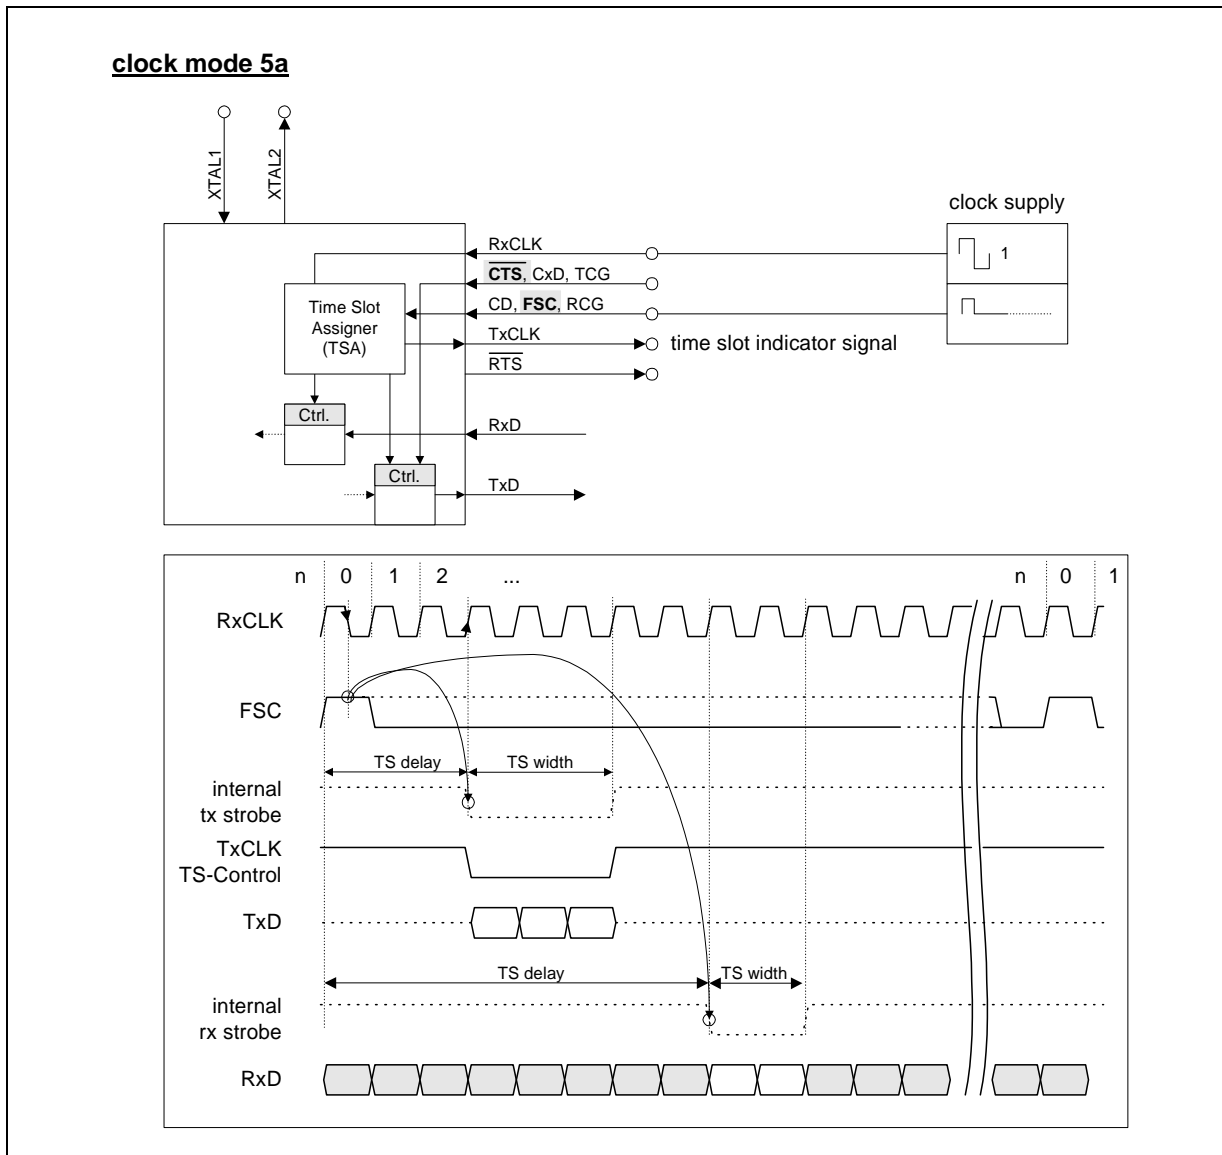 clock mode 5a
XTAL1
XTAL2
clock supply
RxCLK
1
CTS, CxD, TCG
CD, FSC, RCG
Time Slot
Assigner
(TSA)
TxCLK
time slot indicator signal
RTS
Ctrl.
RxD
Ctrl.
TxD
n 0 1 2 ... n 0 1
RxCLK
FSC
TS delay TS width
internal
tx strobe
TxCLK
TS-Control
TxD
TS delay TS width
internal
rx strobe
RxD